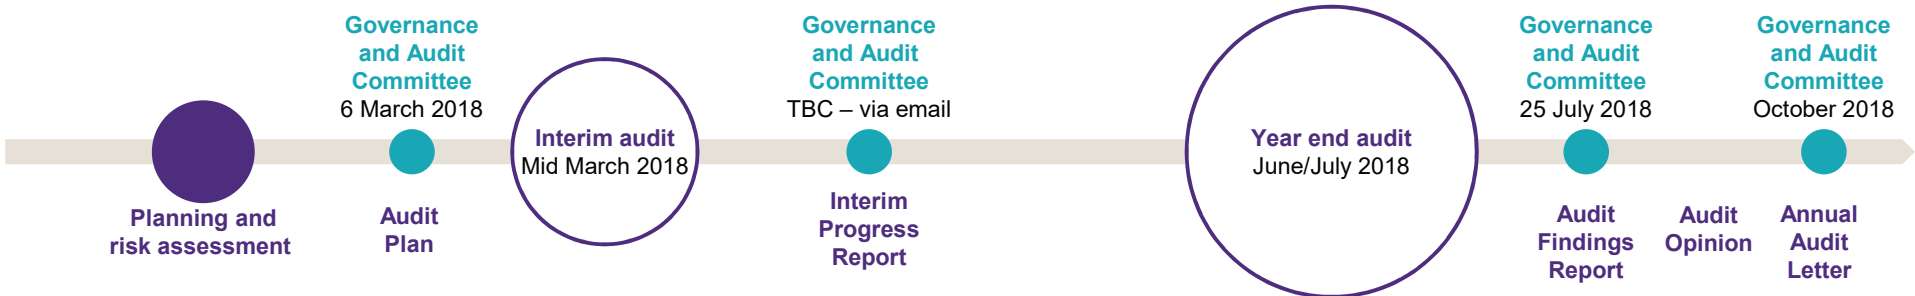 Planning and
risk assessment
Governance
and Audit
Committee
6 March 2018
Audit
Plan
Interim audit
Mid March 2018
Governance
and Audit
Committee
TBC – via email
Interim
Progress
Report
Year end audit
June/July 2018
Governance
and Audit
Committee
25 July 2018
Audit
Findings
Report
Audit
Opinion
Governance
and Audit
Committee
October 2018
Annual
Audit
Letter